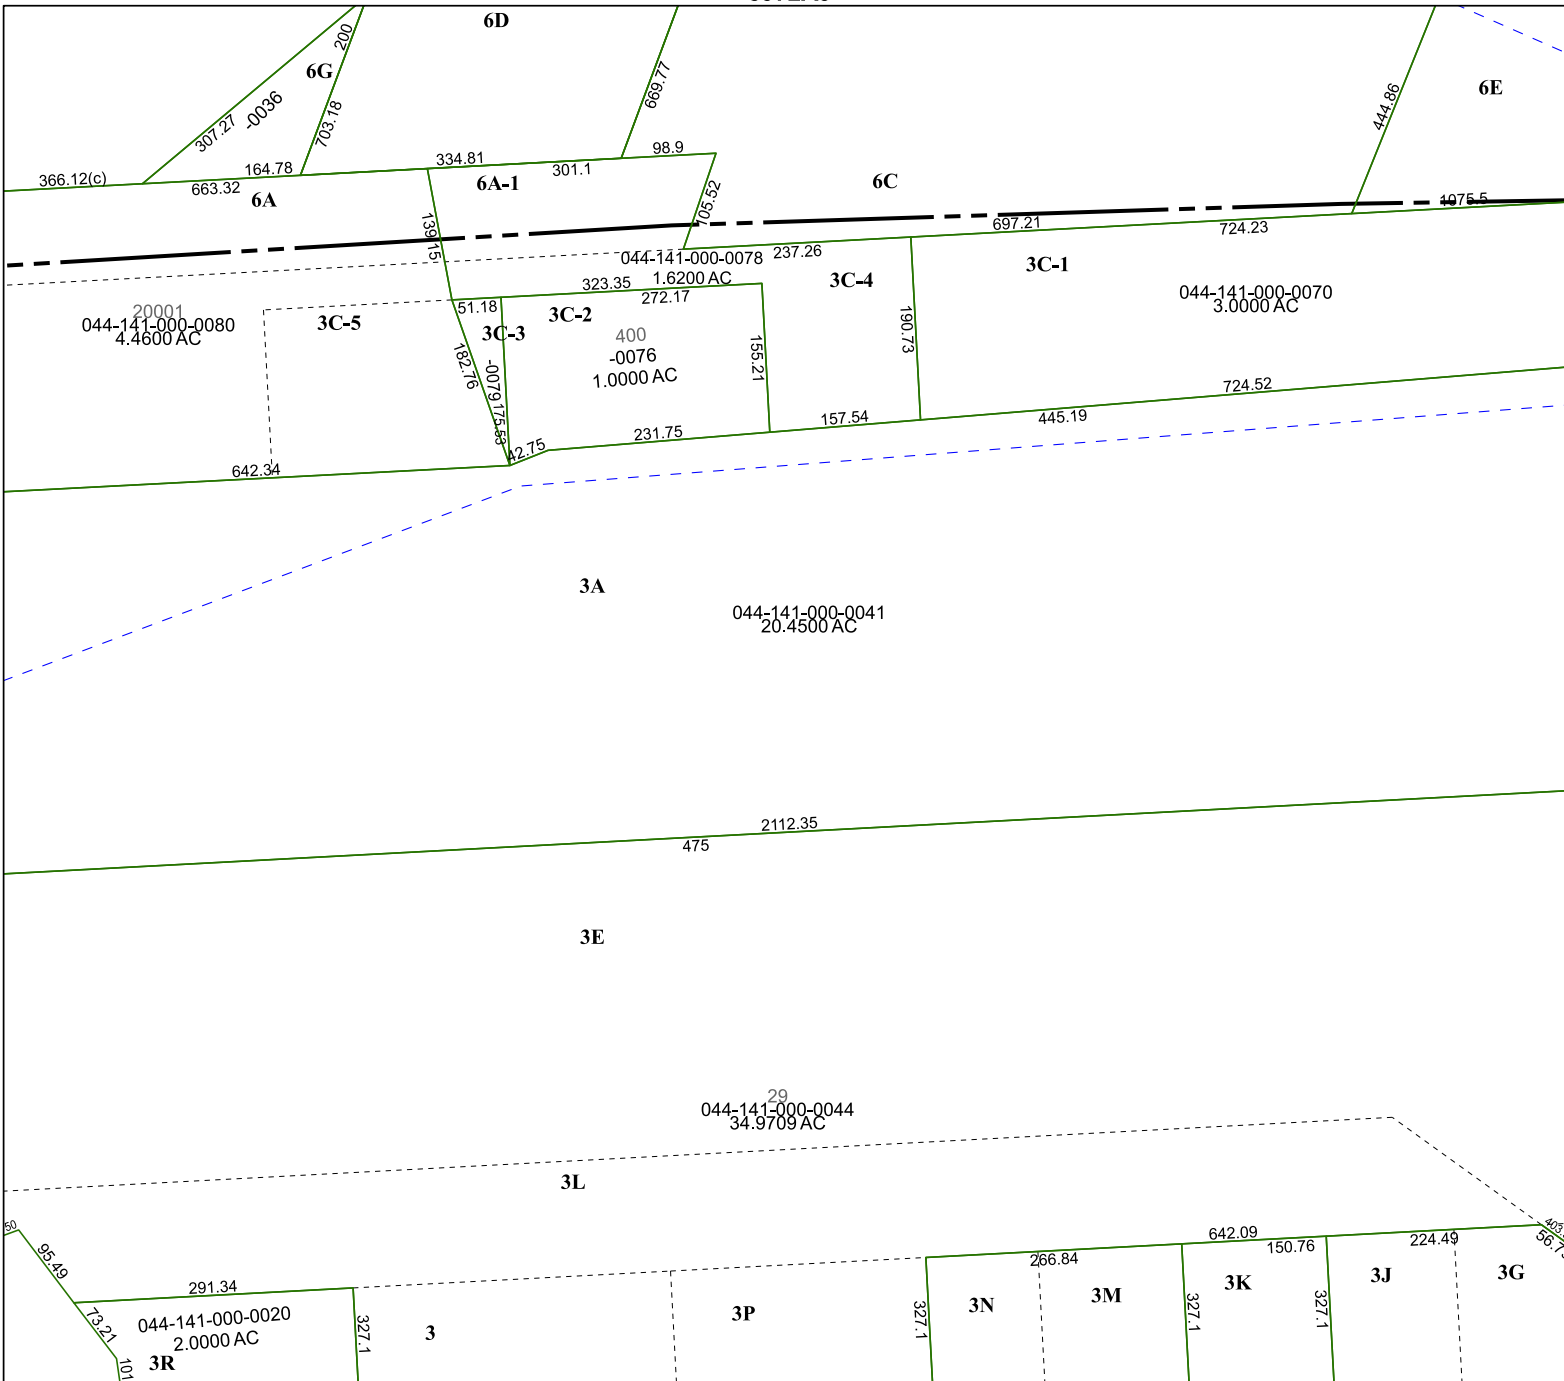 6D
200
6G
-0036
307.27
703.18
669.77
444.86
6E
366.12(c)
164.78
663.32
334.81
301.1
98.9
6A
6A-1
6C
105.52
139.15
1075.5
697.21
724.23
044-141-000-0078
1.6200 AC
237.26
3C-4
3C-1
044-141-000-0070
3.0000 AC
20001
044-141-000-0080
4.4600 AC
3C-5
51.18
323.35
272.17
3C-3
3C-2
400
-0076
1.0000 AC
182.76
-0079
175.53
155.21
190.73
724.52
157.54
445.19
231.75
42.75
642.34
3A
044-141-000-0041
20.4500 AC
2112.35
475
3E
29
044-141-000-0044
34.9709 AC
3L
95.49
291.34
73.21
044-141-000-0020
2.0000 AC
101
3R
327.1
3
3P
327.1
3N
266.84
3M
327.1
642.09
150.76
3K
327.1
3J
224.49
3G